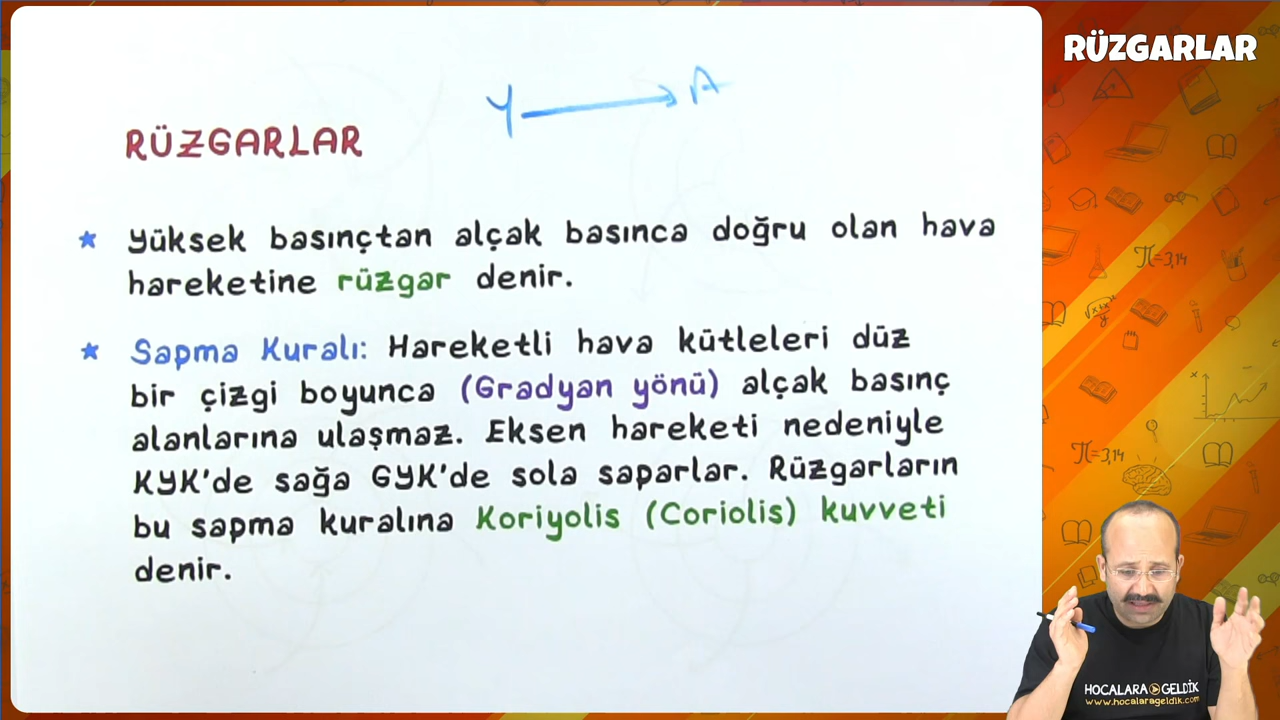 RÜZGARLAR
Y → A
RÜZGARLAR
★ Yüksek basınçtan alçak basınca doğru olan hava
hareketine rüzgar denir.
★ Sapma Kuralı: Hareketli hava kütleleri düz
bir çizgi boyunca (Gradyan yönü) alçak basınç
alanlarına ulaşmaz. Eksen hareketi nedeniyle
KYK'de sağa GYK'de sola saparlar. Rüzgarların
bu sapma kuralına Koriyolis (Coriolis) kuvveti
denir.
π=3,14
π=3,14
HOCALARA GELDİK
www.hocalarageldik.com